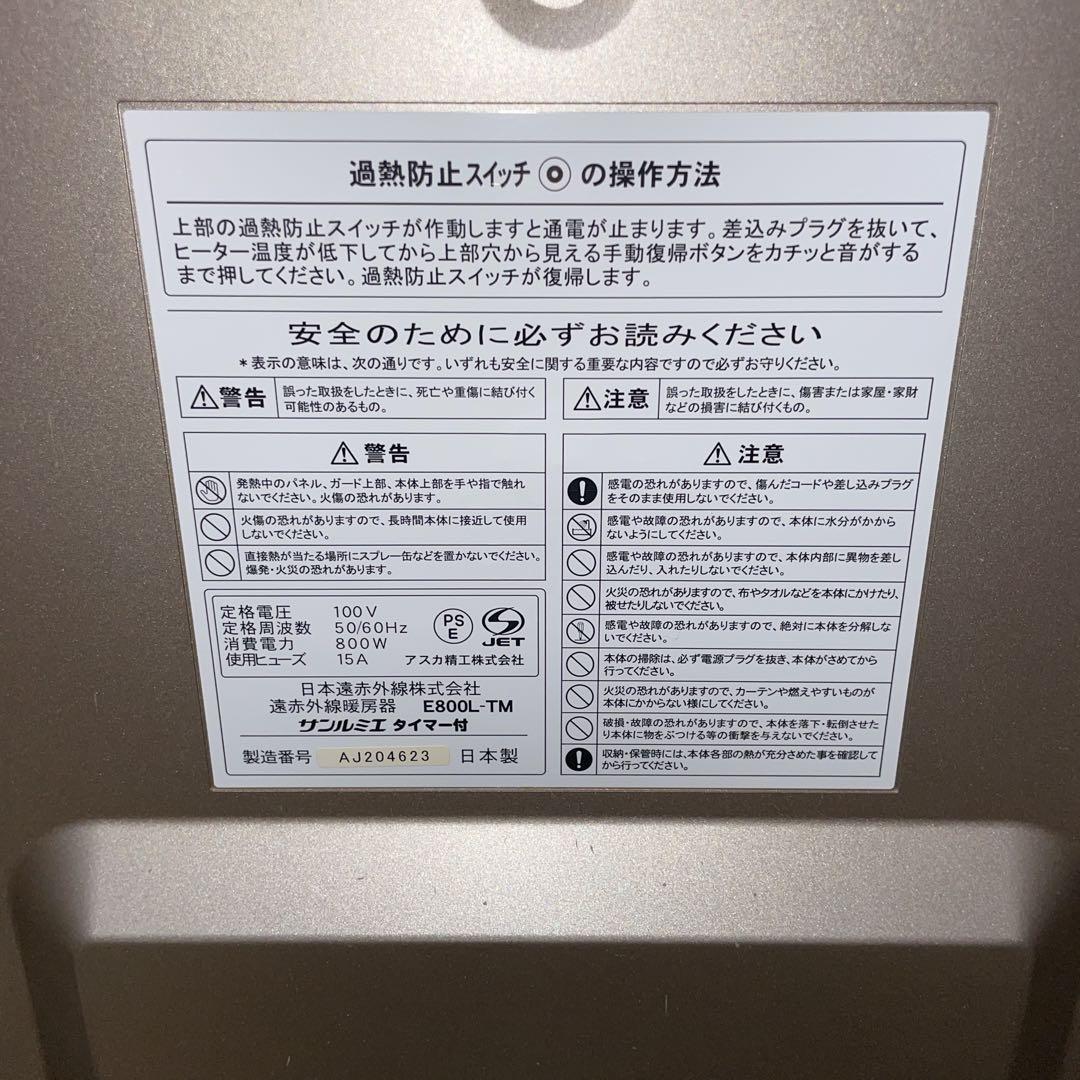 過熱防止スイッチ◎の操作方法
上部の過熱防止スイッチが作動しますと通電が止まります。差込みプラグを抜いて、
ヒーター温度が低下してから上部穴から見える手動復帰ボタンをカチッと音がする
まで押してください。過熱防止スイッチが復帰します。
安全のために必ずお読みください
*表示の意味は、次の通りです。いずれも安全に関する重要な内容ですので必ずお守りください。
警告
誤った取扱をしたときに、死亡や重傷に結び付く
可能性のあるもの。
注意
誤った取扱をしたときに、傷害または家屋・家財
などの損害に結び付くもの。
警告
発熱中のパネル、ガード上部、本体上部を手や指で触れ
ないでください。火傷の恐れがあります。
火傷の恐れがありますので、長時間本体に接近して使用
しないでください。
直接熱が当たる場所にスプレー缶などを置かないでください。
爆発・火災の恐れがあります。
定格電圧 100V
定格周波数 50/60Hz
消費電力 800W
使用ヒューズ 15A
PS
E
JET
アスカ精工株式会社
日本遠赤外線株式会社
遠赤外線暖房器 E800L-TM
サンルミエ タイマー付
製造番号 AJ204623 日本製
注意
感電の恐れがありますので、傷んだコードや差し込みプラグ
をそのまま使用しないでください。
感電や故障の恐れがありますので、本体に水分がかから
ないようにしてください。
感電や故障の恐れがありますので、本体内部に異物を差し
込んだり、入れたりしないでください。
火災の恐れがありますので、布やタオルなどを本体にかけたり、
被せたりしないでください。
感電や故障の恐れがありますので、絶対に本体を分解しな
いでください。
本体の掃除は、必ず電源プラグを抜き、本体がさめてから
行ってください。
火災の恐れがありますので、カーテンや燃えやすいものが
本体にかからない様にしてください。
破損・故障の恐れがありますので、本体を落下・転倒させた
り本体に物をぶつける等の衝撃を与えないでください。
収納・保管時には、本体各部の熱が充分さめた事を確認して
から行ってください。